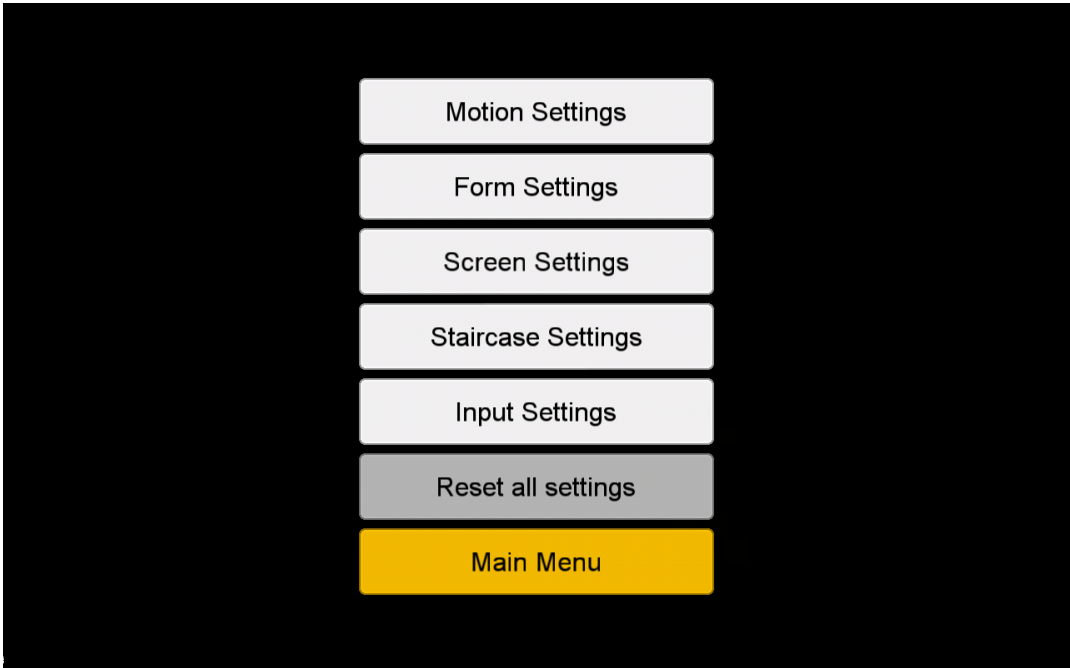 Motion Settings
Form Settings
Screen Settings
Staircase Settings
Input Settings
Reset all settings
Main Menu